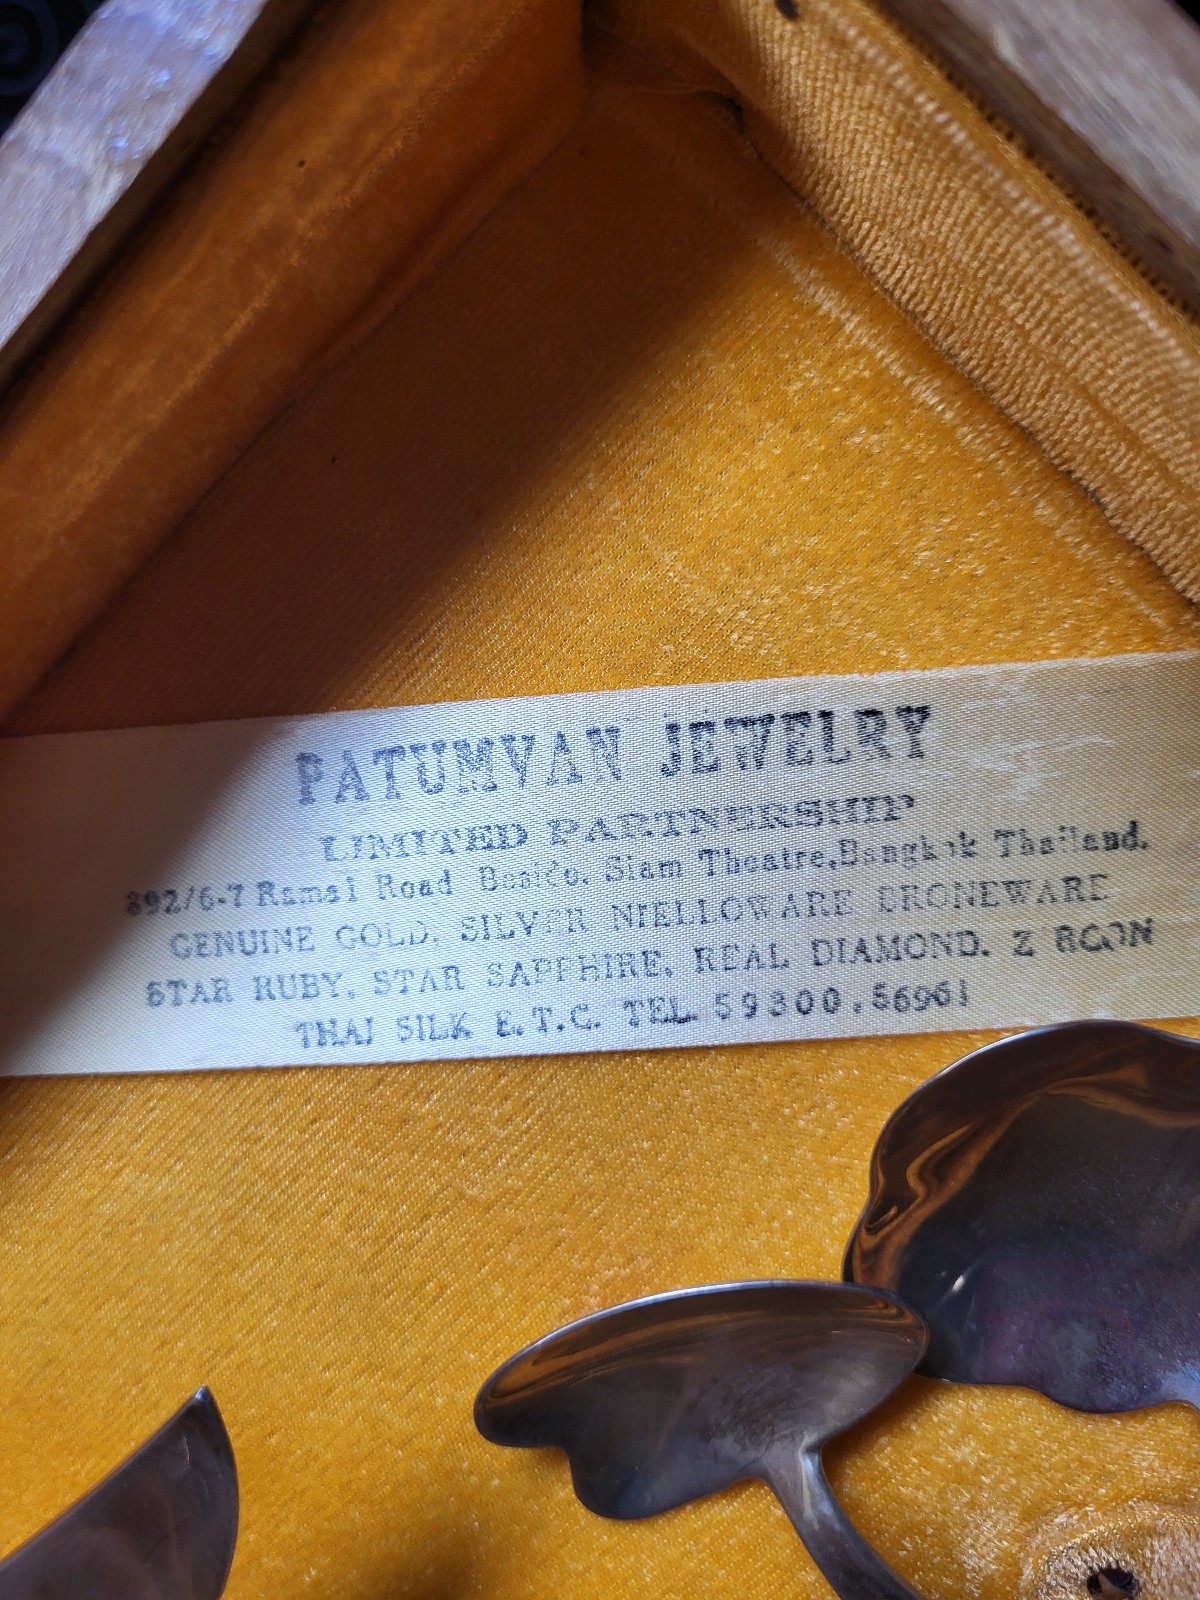 PATUMVAN JEWELRY
LIMITED PARTNERSHIP
892/6-7 Rama1 Road Beside. Siam Theatre,Bangkok Thailand.
GENUINE GOLD, SILVER NIELLOWARE BRONEWARE
STAR RUBY, STAR SAPPHIRE, REAL DIAMOND. Z RCON
THAI SILK E.T.C. TEL. 59300,56961